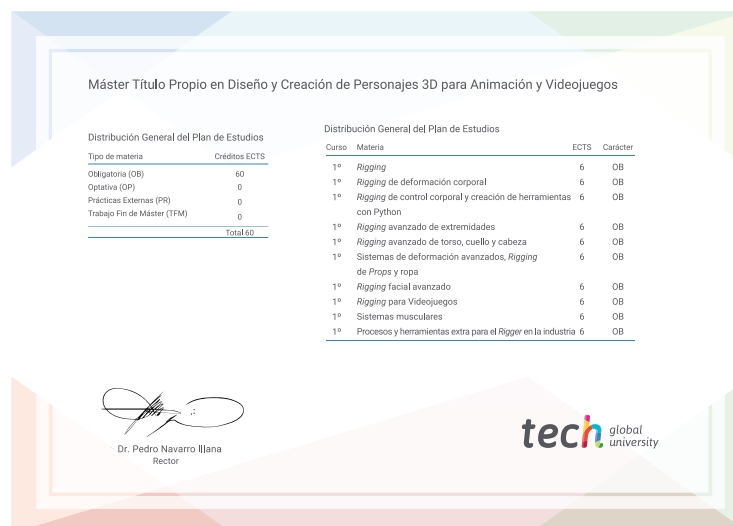 Máster Título Propio en Diseño y Creación de Personajes 3D para Animación y Videojuegos
Distribución General del Plan de Estudios
Tipo de materia Créditos ECTS
Obligatoria (OB) 60
Optativa (OP) 0
Prácticas Externas (PR) 0
Trabajo Fin de Máster (TFM) 0
Total 60
Distribución General del Plan de Estudios
Curso Materia ECTS Carácter
1º Rigging 6 OB
1º Rigging de deformación corporal 6 OB
1º Rigging de control corporal y creación de herramientas 6 OB
con Python
1º Rigging avanzado de extremidades 6 OB
1º Rigging avanzado de torso, cuello y cabeza 6 OB
1º Sistemas de deformación avanzados, Rigging 6 OB
de Props y ropa
1º Rigging facial avanzado 6 OB
1º Rigging para Videojuegos 6 OB
1º Sistemas musculares 6 OB
1º Procesos y herramientas extra para el Rigger en la industria 6 OB
Dr. Pedro Navarro Illana
Rector
tech global
university